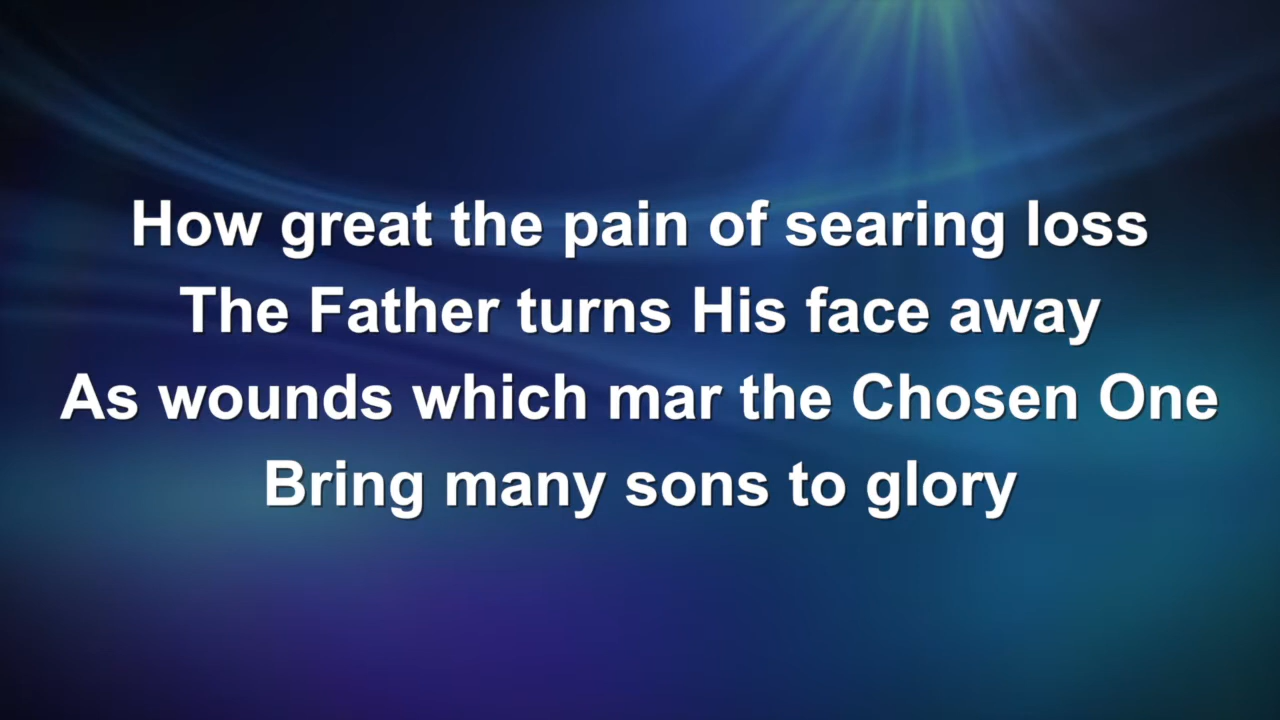 How great the pain of searing loss
The Father turns His face away
As wounds which mar the Chosen One
Bring many sons to glory